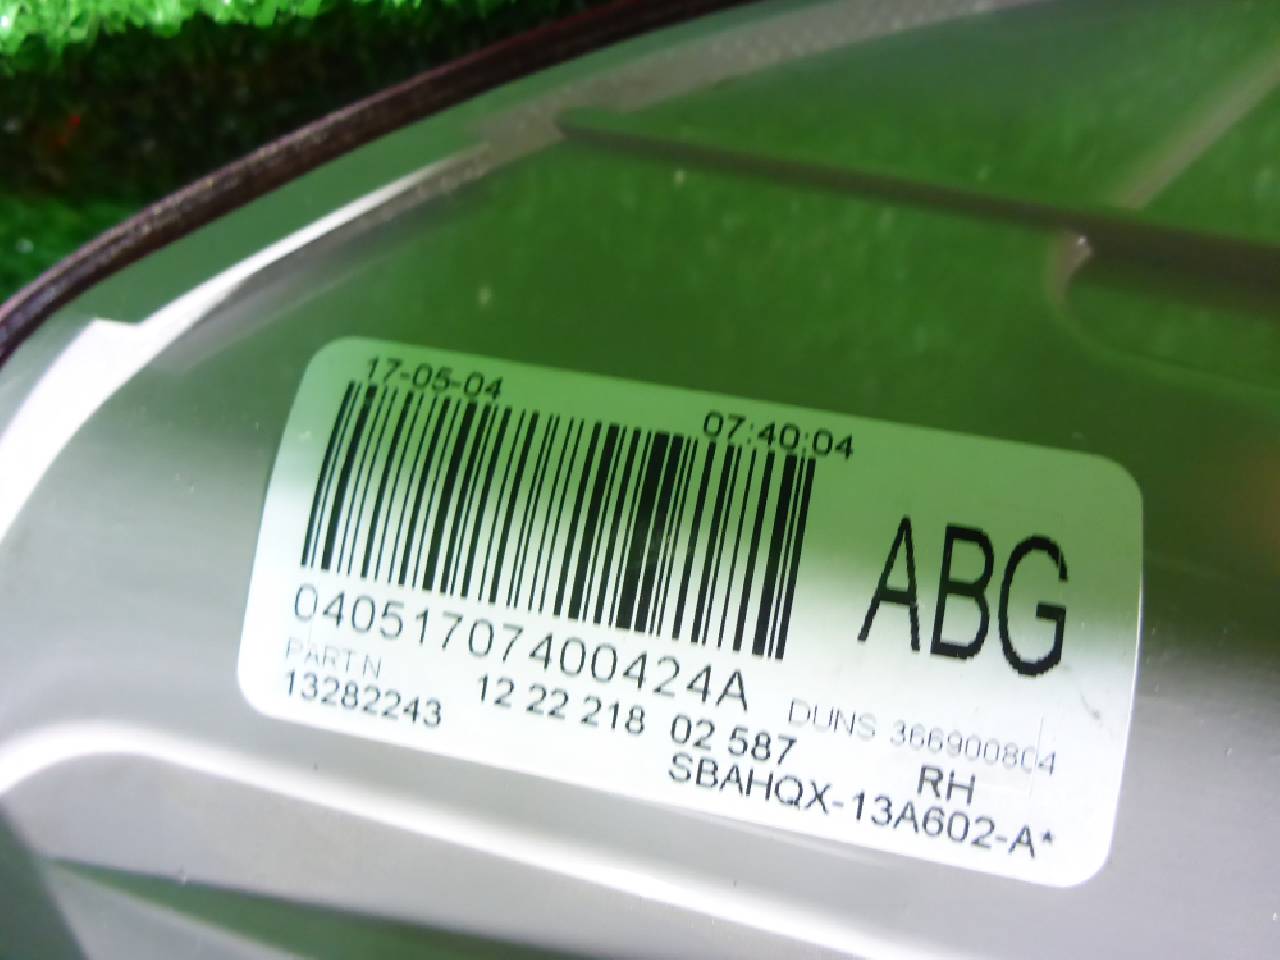 17-05-04 07:40:04
ABG
04051707400424A
PART N
13282243 12 22 218 02 587
DUNS 366900804
RH
SBAHQX-13A602-A*